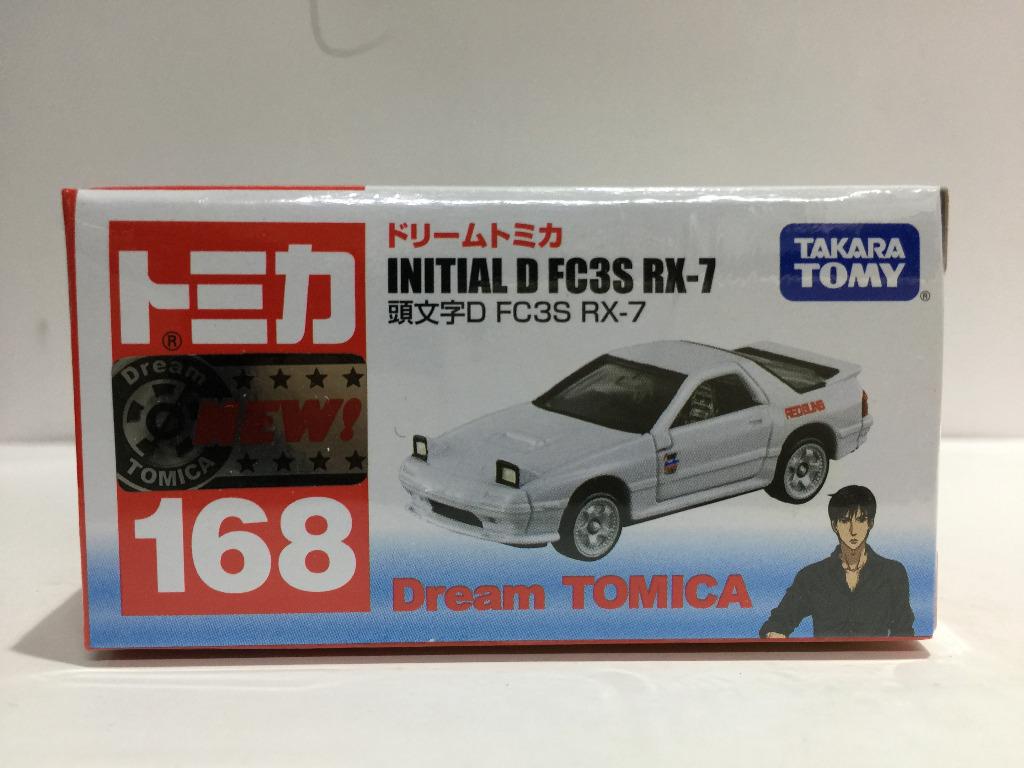 トミカ
®
Dream
NEW!
TOMICA
168
ドリームトミカ
INITIAL D FC3S RX-7
頭文字D FC3S RX-7
TAKARA
TOMY
®
REDSUNS
Dream TOMICA